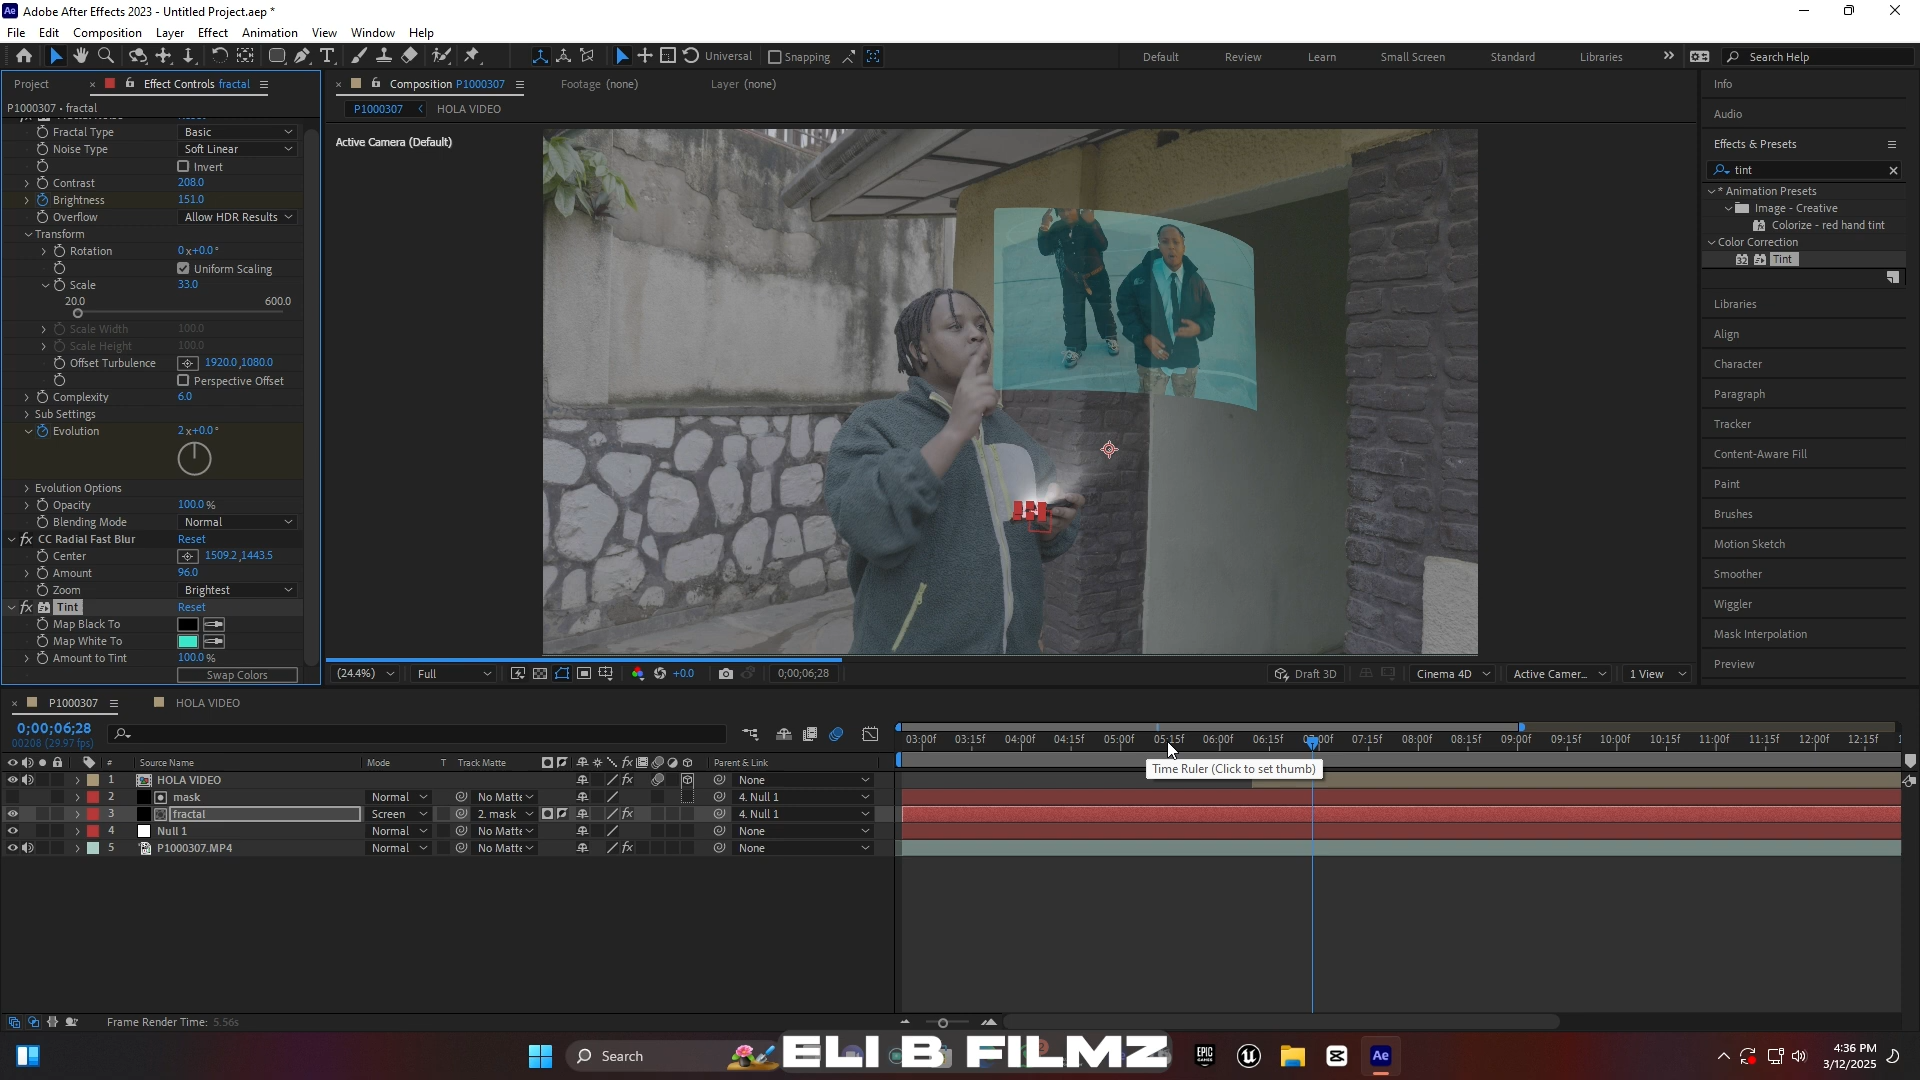 Adobe After Effects 2023 - Untitled Project.aep *
File Edit Composition Layer Effect Animation View Window Help
Universal Snapping Default Review Learn Small Screen Standard Libraries Search Help
Project Effect Controls fractal
P1000307 • fractal
Fractal Type Basic
Noise Type Soft Linear
Invert
Contrast 208.0
Brightness 151.0
Overflow Allow HDR Results
Transform
Rotation 0x+0.0°
Uniform Scaling
Scale 33.0
20.0 600.0
Scale Width 100.0
Scale Height 100.0
Offset Turbulence 1920.0,1080.0
Perspective Offset
Complexity 6.0
Sub Settings
Evolution 2x+0.0°
Evolution Options
Opacity 100.0 %
Blending Mode Normal
fx CC Radial Fast Blur Reset
Center 1509.2,1443.5
Amount 96.0
Zoom Brightest
fx Tint Reset
Map Black To
Map White To
Amount to Tint 100.0 %
Swap Colors
Composition P1000307 Footage (none) Layer (none)
P1000307 HOLA VIDEO
Active Camera (Default)
(24.4%) Full +0.0 0;00;06;28 Draft 3D Cinema 4D Active Camer... 1 View
Info
Audio
Effects & Presets
tint
* Animation Presets
Image - Creative
Colorize - red hand tint
Color Correction
32 Tint
Libraries
Align
Character
Paragraph
Tracker
Content-Aware Fill
Paint
Brushes
Motion Sketch
Smoother
Wiggler
Mask Interpolation
Preview
P1000307 HOLA VIDEO
0;00;06;28
00208 (29.97 fps)
03:00f 03:15f 04:00f 04:15f 05:00f 05:15f 06:00f 06:15f 07:00f 07:15f 08:00f 08:15f 09:00f 09:15f 10:00f 10:15f 11:00f 11:15f 12:00f 12:15f
# Source Name Mode T Track Matte Parent & Link
Time Ruler (Click to set thumb)
1 HOLA VIDEO None
2 mask Normal No Matte 4. Null 1
3 fractal Screen 2. mask 4. Null 1
4 Null 1 Normal No Matte None
5 P1000307.MP4 Normal No Matte None
Frame Render Time: 5.56s
Search
ELI B FILMZ
EPIC GAMES
Ae
4:36 PM
3/12/2025